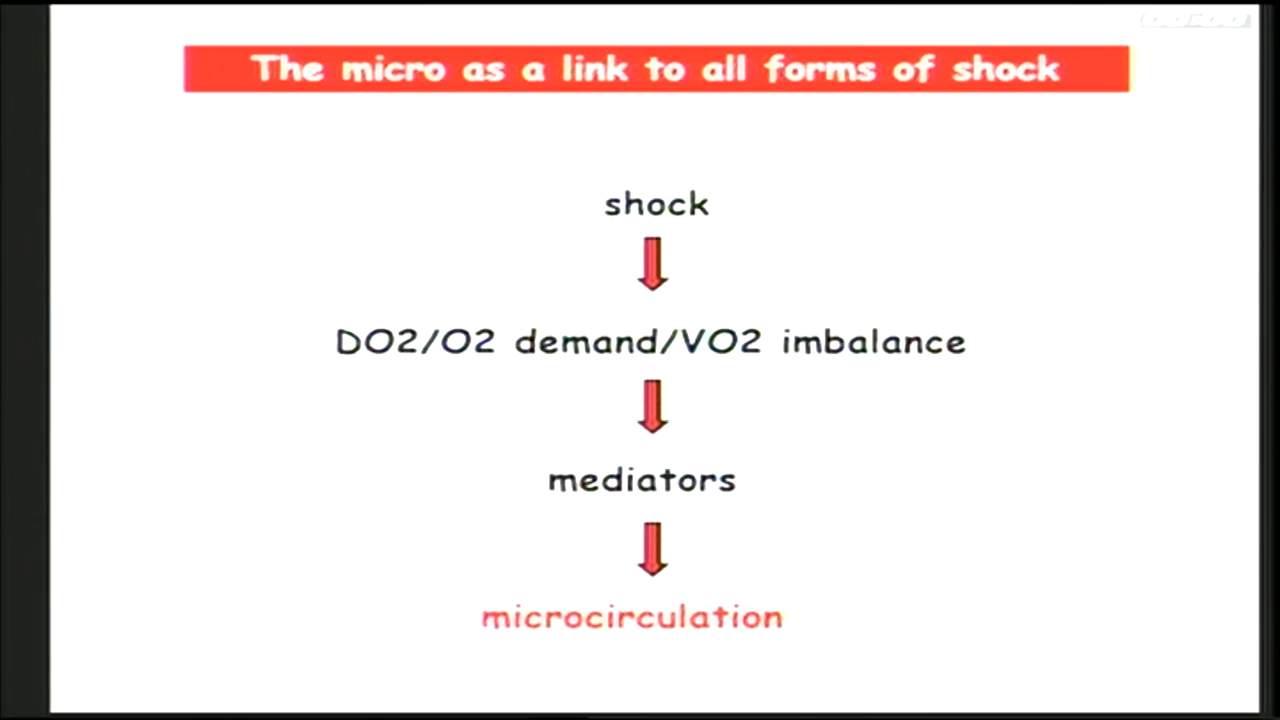 The micro as a link to all forms of shock
shock
DO2/O2 demand/VO2 imbalance
mediators
microcirculation